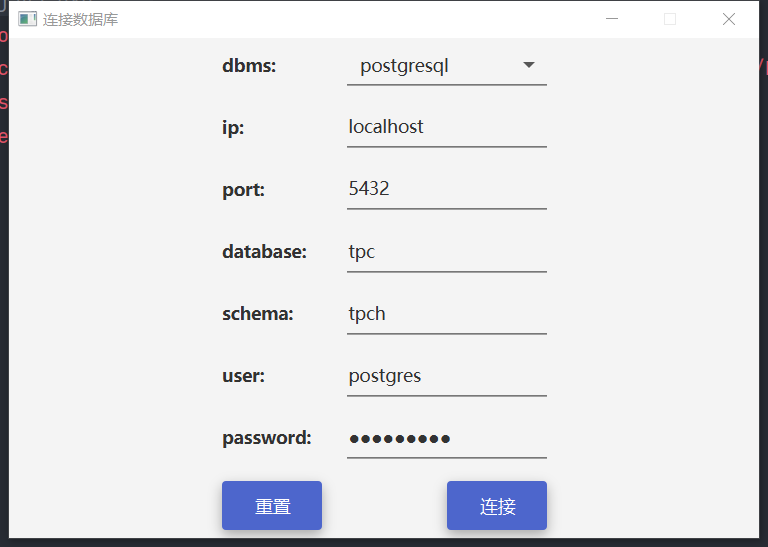 连接数据库
dbms: postgresql
ip: localhost
port: 5432
database: tpc
schema: tpch
user: postgres
password: ●●●●●●●●●
重置 连接